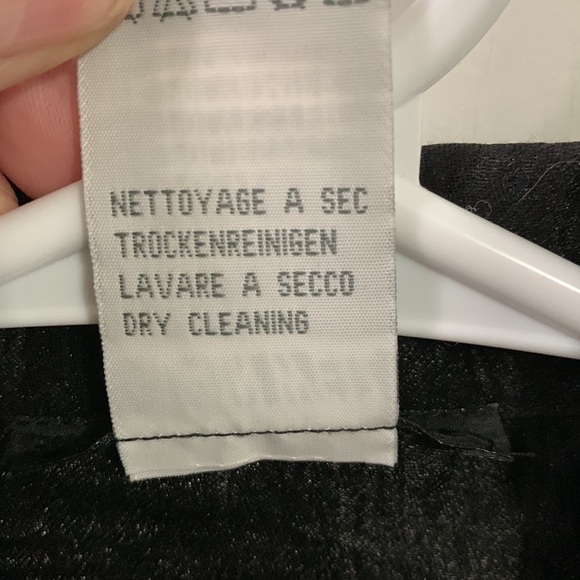 NETTOYAGE A SEC
TROCKENREINIGEN
LAVARE A SECCO
DRY CLEANING